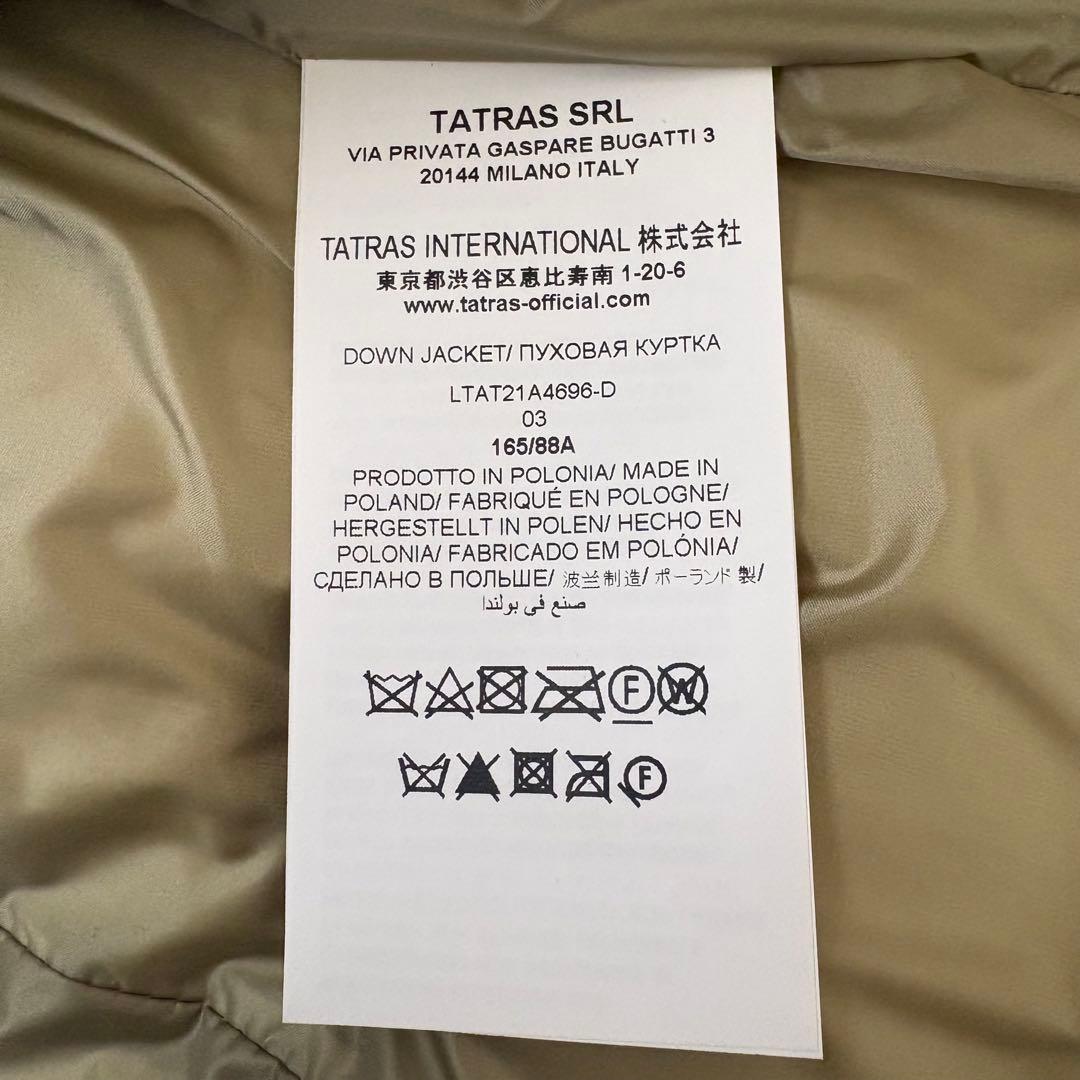 TATRAS SRL
VIA PRIVATA GASPARE BUGATTI 3
20144 MILANO ITALY
TATRAS INTERNATIONAL 株式会社
東京都渋谷区恵比寿南 1-20-6
www.tatras-official.com
DOWN JACKET/ ПУХОВАЯ КУРТКА
LTAT21A4696-D
03
165/88A
PRODOTTO IN POLONIA/ MADE IN
POLAND/ FABRIQUÉ EN POLOGNE/
HERGESTELLT IN POLEN/ HECHO EN
POLONIA/ FABRICADO EM POLÓNIA/
СДЕЛАНО В ПОЛЬШЕ/ 波兰制造/ ポーランド 製/
صنع في بولندا
F W
F